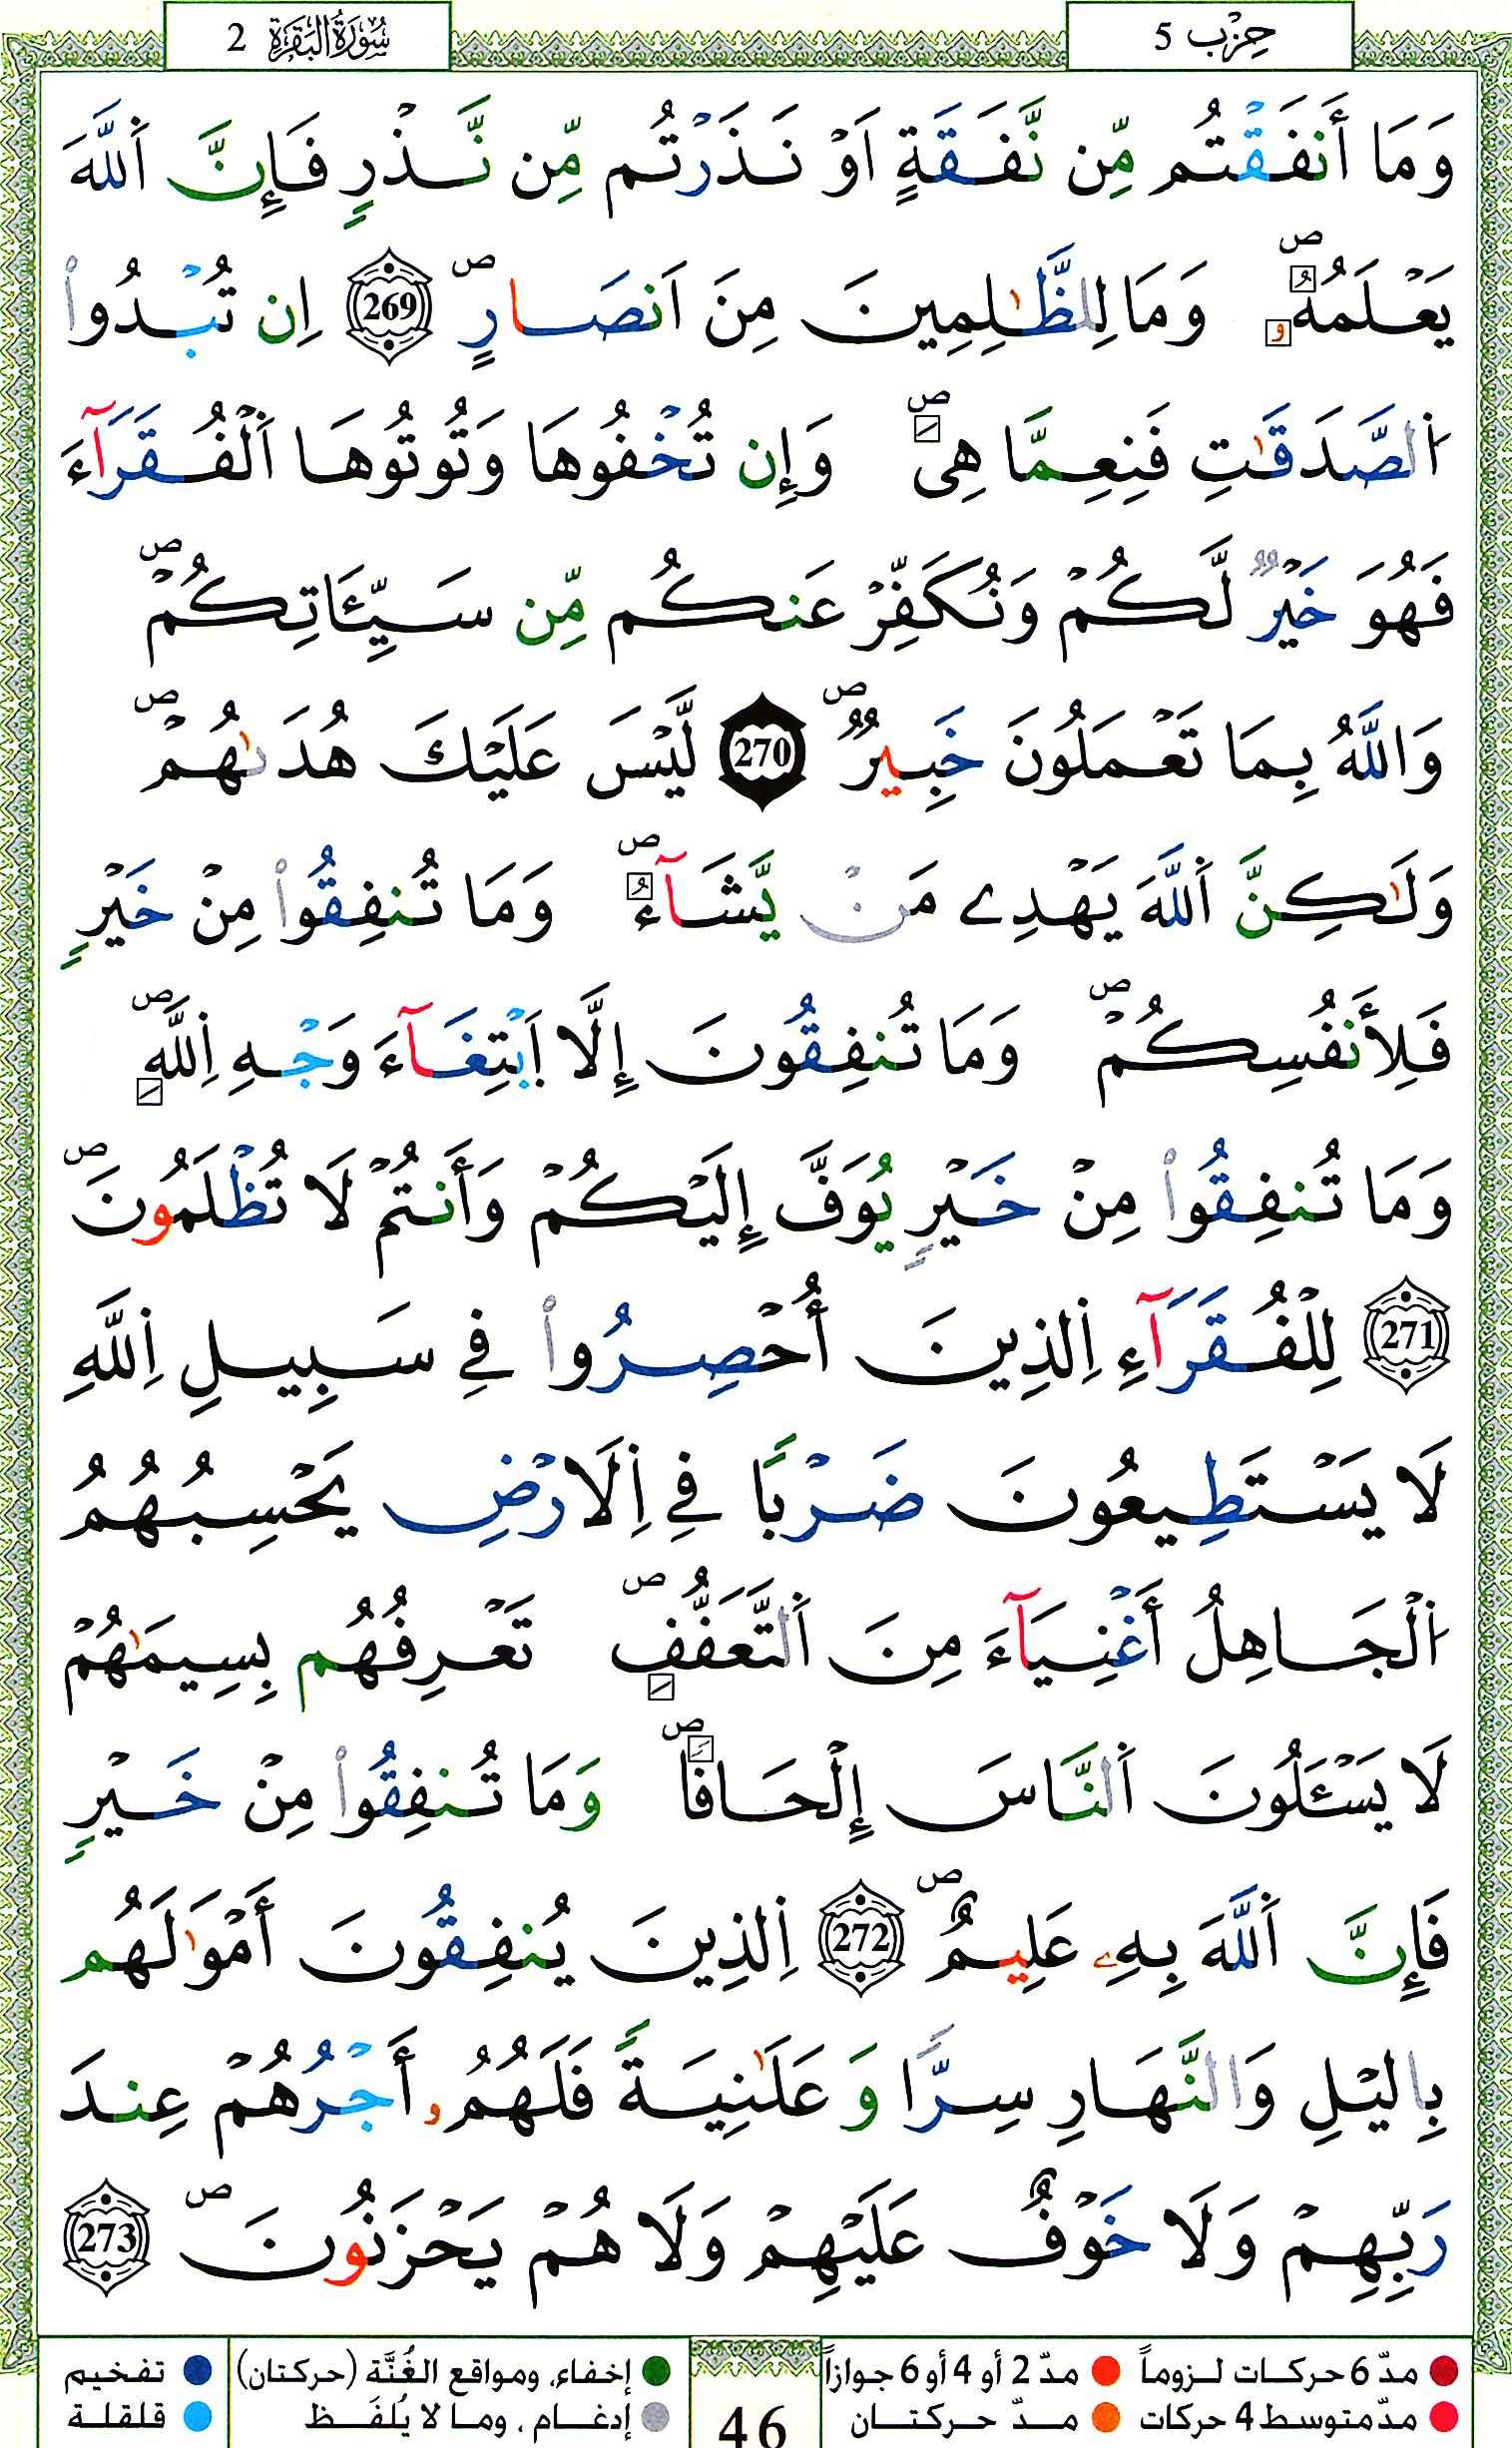 حِزْب 5
سُورَةُ البَقَرَةِ 2
وَمَا أَنفَقْتُم مِّن نَّفَقَةٍ اَوْ نَذَرْتُم مِّن نَّذْرٍ فَإِنَّ اَللَّهَ
يَعْلَمُهُۥۖ وَمَا لِلظَّٰلِمِينَ مِنَ اَنصَارٍۖ 269 اِن تُبْدُواْ
اُلصَّدَقَٰتِ فَنِعِمَّا هِىَۖ وَإِن تُخْفُوهَا وَتُوتُوهَا اَلْفُقَرَآءَ
فَهُوَ خَيْرٌ لَّكُمْ وَنُكَفِّرْ عَنكُم مِّن سَيِّـَٔاتِكُمْۖ
وَاللَّهُ بِمَا تَعْمَلُونَ خَبِيرٌۖ 270 لَّيْسَ عَلَيْكَ هُدَىٰهُمْۖ
وَلَٰكِنَّ اَللَّهَ يَهْدِے مَنْ يَّشَآءُۖ وَمَا تُنفِقُواْ مِنْ خَيْرٍ
فَلِأَنفُسِكُمْۖ وَمَا تُنفِقُونَ إِلَّا اَبْتِغَآءَ وَجْهِ اِللَّهِۖ
وَمَا تُنفِقُواْ مِنْ خَيْرٍ يُوَفَّ إِلَيْكُمْ وَأَنتُمْ لَا تُظْلَمُونَۖ
271 لِلْفُقَرَآءِ اِلذِينَ أُحْصِرُواْ فِے سَبِيلِ اِللَّهِ
لَا يَسْتَطِيعُونَ ضَرْبًا فِے اِلَارْضِ يَحْسِبُهُمُ
اُلْجَاهِلُ أَغْنِيَآءَ مِنَ اَلتَّعَفُّفِۖ تَعْرِفُهُم بِسِيمَٰهُمْ
لَا يَسْـَٔلُونَ اَلنَّاسَ إِلْحَافًاۖ وَمَا تُنفِقُواْ مِنْ خَيْرٍ
فَإِنَّ اَللَّهَ بِهِۦ عَلِيمٌۖ 272 اِلذِينَ يُنفِقُونَ أَمْوَٰلَهُم
بِاليْلِ وَالنَّهَارِ سِرًّا وَعَلَٰنِيَةً فَلَهُمُۥ أَجْرُهُمْ عِندَ
رَبِّهِمْ وَلَا خَوْفٌ عَلَيْهِمْ وَلَا هُمْ يَحْزَنُونَۖ 273
مدّ 6 حركات لـزوماً مدّ 2 أو 4 أو 6 جوازاً إخفاء، ومواقع الغُنَّة (حركتان) تفخيم
مدّ متوسط 4 حركات مدّ حركتان إدغام، وما لا يُلفَظ قلقلة
46